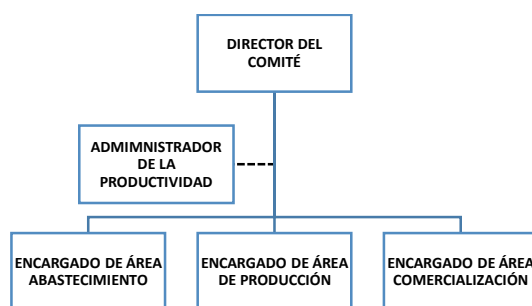 DIRECTOR DEL
COMITÉ
ADMIMNISTRADOR
DE LA
PRODUCTIVIDAD
ENCARGADO DE ÁREA
ABASTECIMIENTO
ENCARGADO DE ÁREA
DE PRODUCCIÓN
ENCARGADO DE ÁREA
COMERCIALIZACIÓN